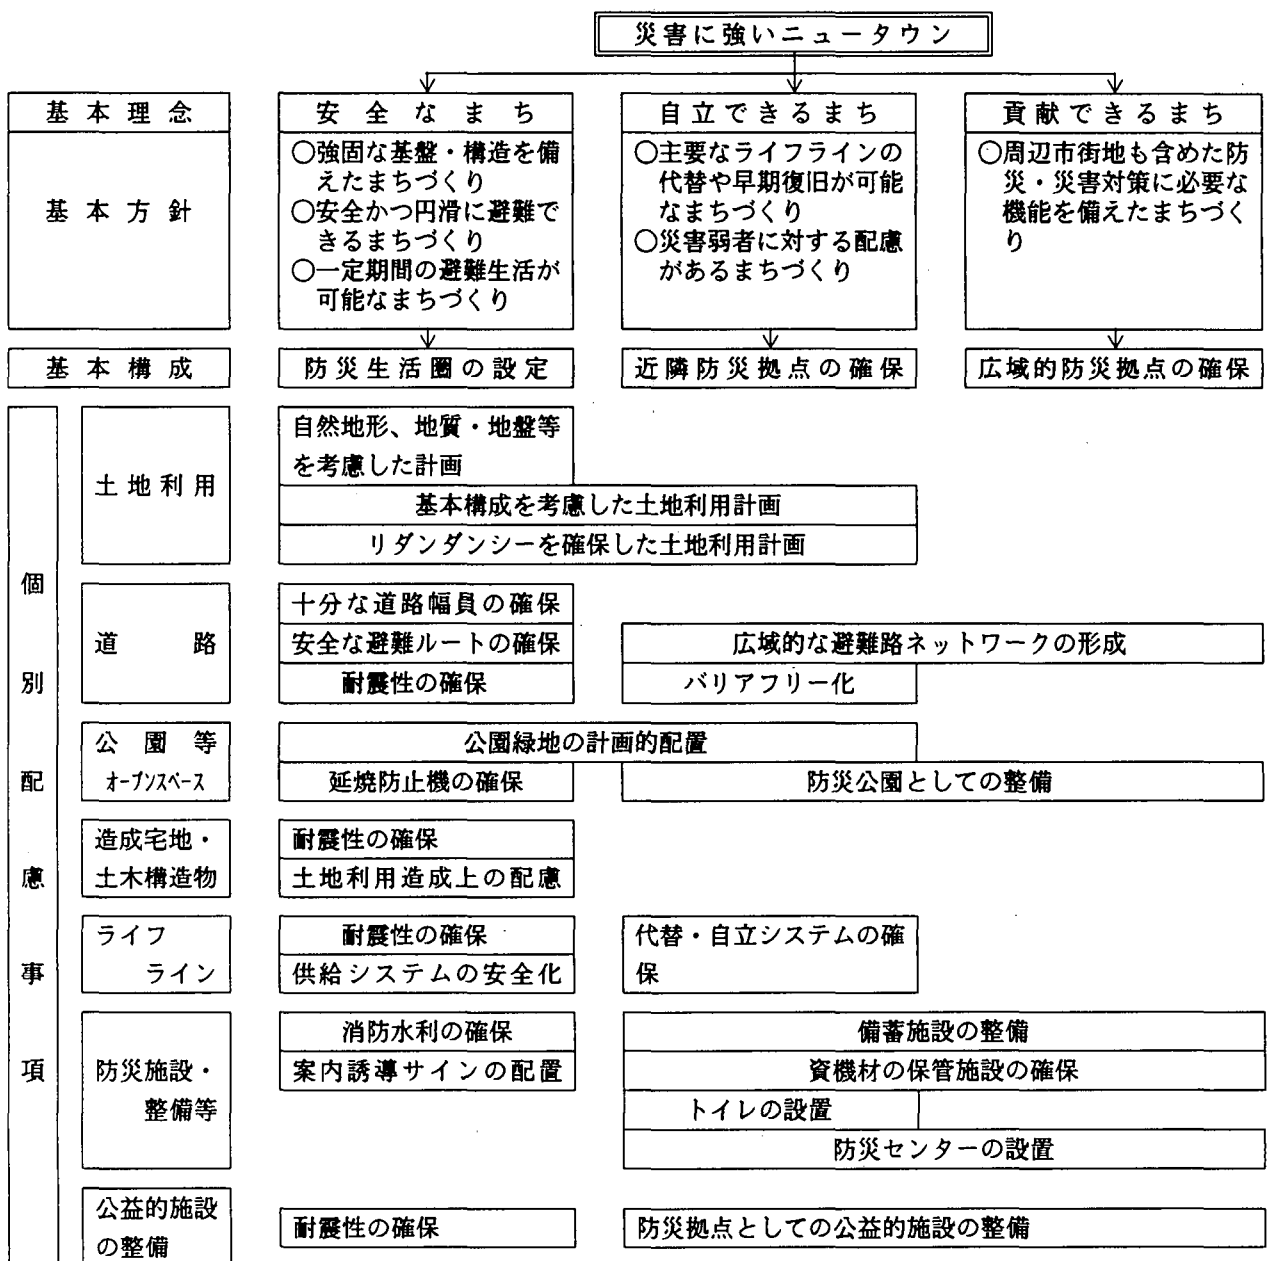 災害に強いニュータウン
基本理念
安全なまち
自立できるまち
貢献できるまち
基本方針
○強固な基盤・構造を備
えたまちづくり
○安全かつ円滑に避難で
きるまちづくり
○一定期間の避難生活が
可能なまちづくり
○主要なライフラインの
代替や早期復旧が可能
なまちづくり
○災害弱者に対する配慮
があるまちづくり
○周辺市街地も含めた防
災・災害対策に必要な
機能を備えたまちづく
り
基本構成
防災生活圏の設定
近隣防災拠点の確保
広域的防災拠点の確保
個別配慮事項
土地利用
自然地形、地質・地盤等
を考慮した計画
基本構成を考慮した土地利用計画
リダンダンシーを確保した土地利用計画
道路
十分な道路幅員の確保
安全な避難ルートの確保
広域的な避難路ネットワークの形成
耐震性の確保
バリアフリー化
公園等
オープンスペース
公園緑地の計画的配置
延焼防止機の確保
防災公園としての整備
造成宅地・
土木構造物
耐震性の確保
土地利用造成上の配慮
ライフ
ライン
耐震性の確保
供給システムの安全化
代替・自立システムの確
保
防災施設・
整備等
消防水利の確保
案内誘導サインの配置
備蓄施設の整備
資機材の保管施設の確保
トイレの設置
防災センターの設置
公益的施設
の整備
耐震性の確保
防災拠点としての公益的施設の整備